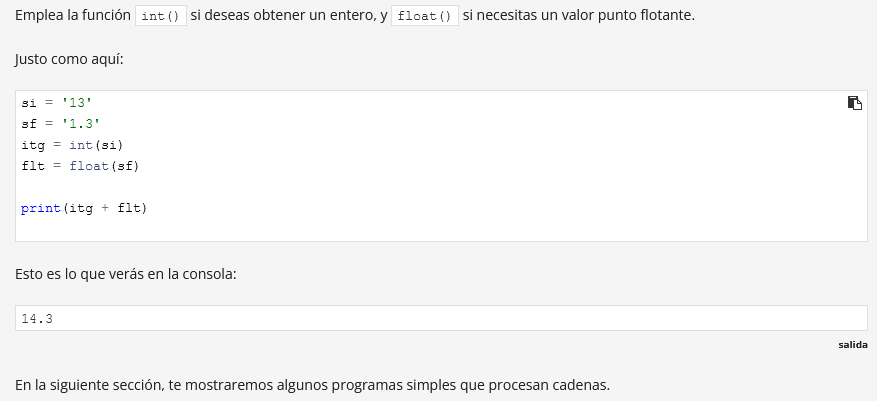 Emplea la función int() si deseas obtener un entero, y float() si necesitas un valor punto flotante.
Justo como aquí:
si = '13'
sf = '1.3'
itg = int(si)
flt = float(sf)
print(itg + flt)
Esto es lo que verás en la consola:
14.3
salida
En la siguiente sección, te mostraremos algunos programas simples que procesan cadenas.